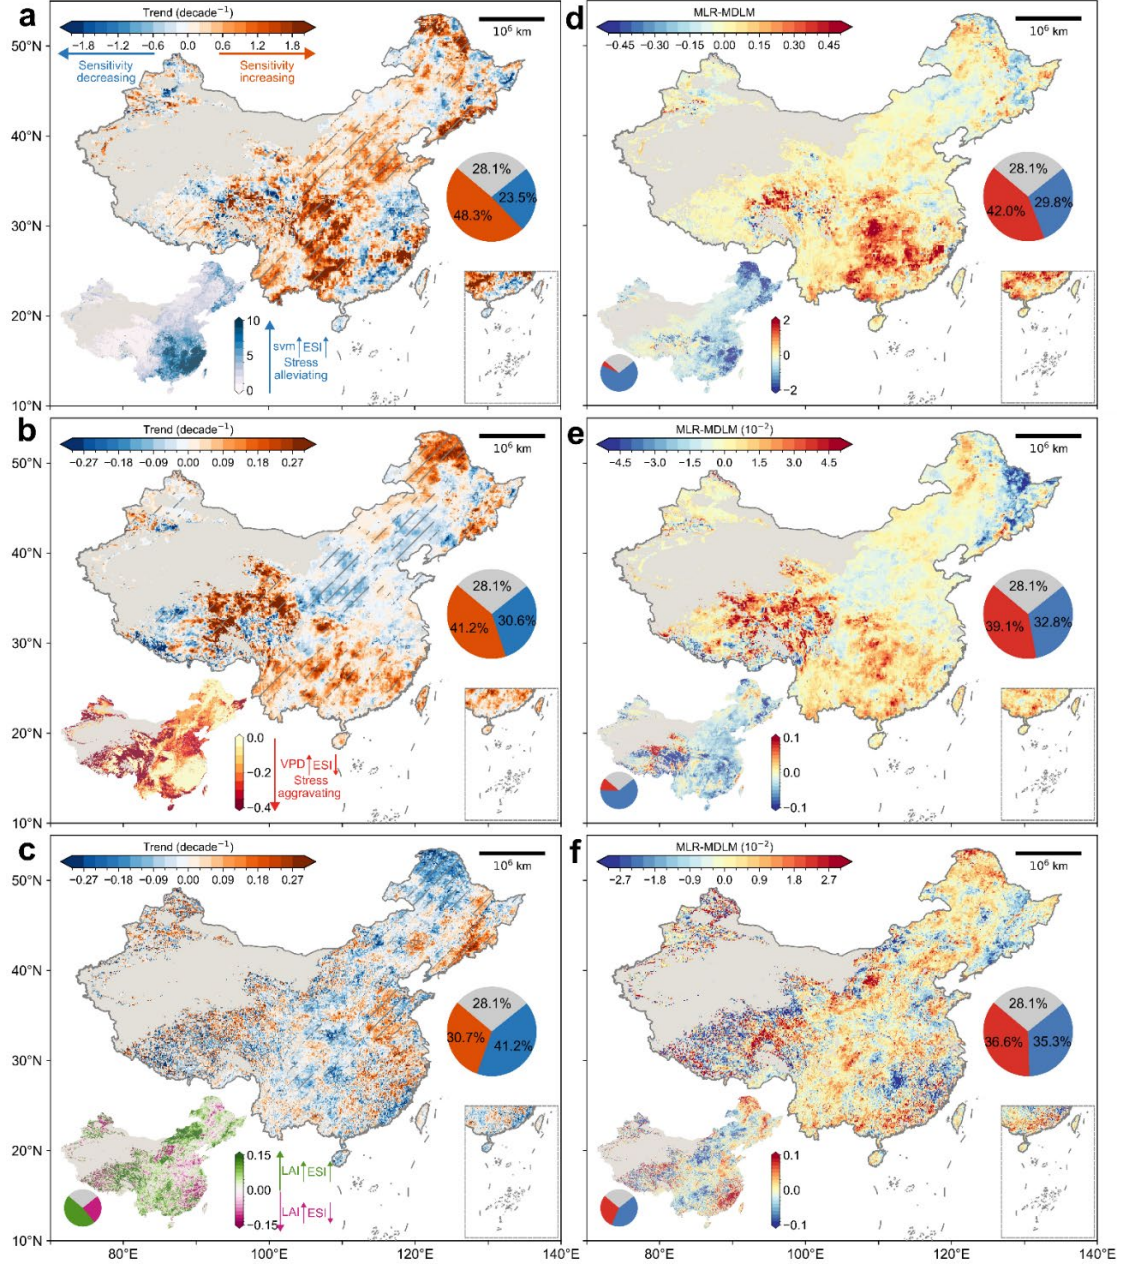 a
Trend (decade⁻¹)
−1.8 −1.2 −0.6 0.0 0.6 1.2 1.8
Sensitivity decreasing
Sensitivity increasing
10⁶ km
50°N
40°N
30°N
20°N
10°N
28.1%
23.5%
48.3%
10
5
0
svm ESI
Stress
alleviating
d
MLR-MDLM
−0.45 −0.30 −0.15 0.00 0.15 0.30 0.45
10⁶ km
28.1%
42.0% 29.8%
2
0
−2
b
Trend (decade⁻¹)
−0.27 −0.18 −0.09 0.00 0.09 0.18 0.27
10⁶ km
50°N
40°N
30°N
20°N
10°N
28.1%
41.2% 30.6%
0.0
−0.2
−0.4
VPD ESI
Stress
aggravating
e
MLR-MDLM (10⁻²)
−4.5 −3.0 −1.5 0.0 1.5 3.0 4.5
10⁶ km
28.1%
39.1% 32.8%
0.1
0.0
−0.1
c
Trend (decade⁻¹)
−0.27 −0.18 −0.09 0.00 0.09 0.18 0.27
10⁶ km
50°N
40°N
30°N
20°N
10°N
28.1%
30.7%
41.2%
0.15
0.00
−0.15
LAI ESI
LAI ESI
80°E 100°E 120°E 140°E
f
MLR-MDLM (10⁻²)
−2.7 −1.8 −0.9 0.0 0.9 1.8 2.7
10⁶ km
28.1%
36.6% 35.3%
0.1
0.0
−0.1
80°E 100°E 120°E 140°E